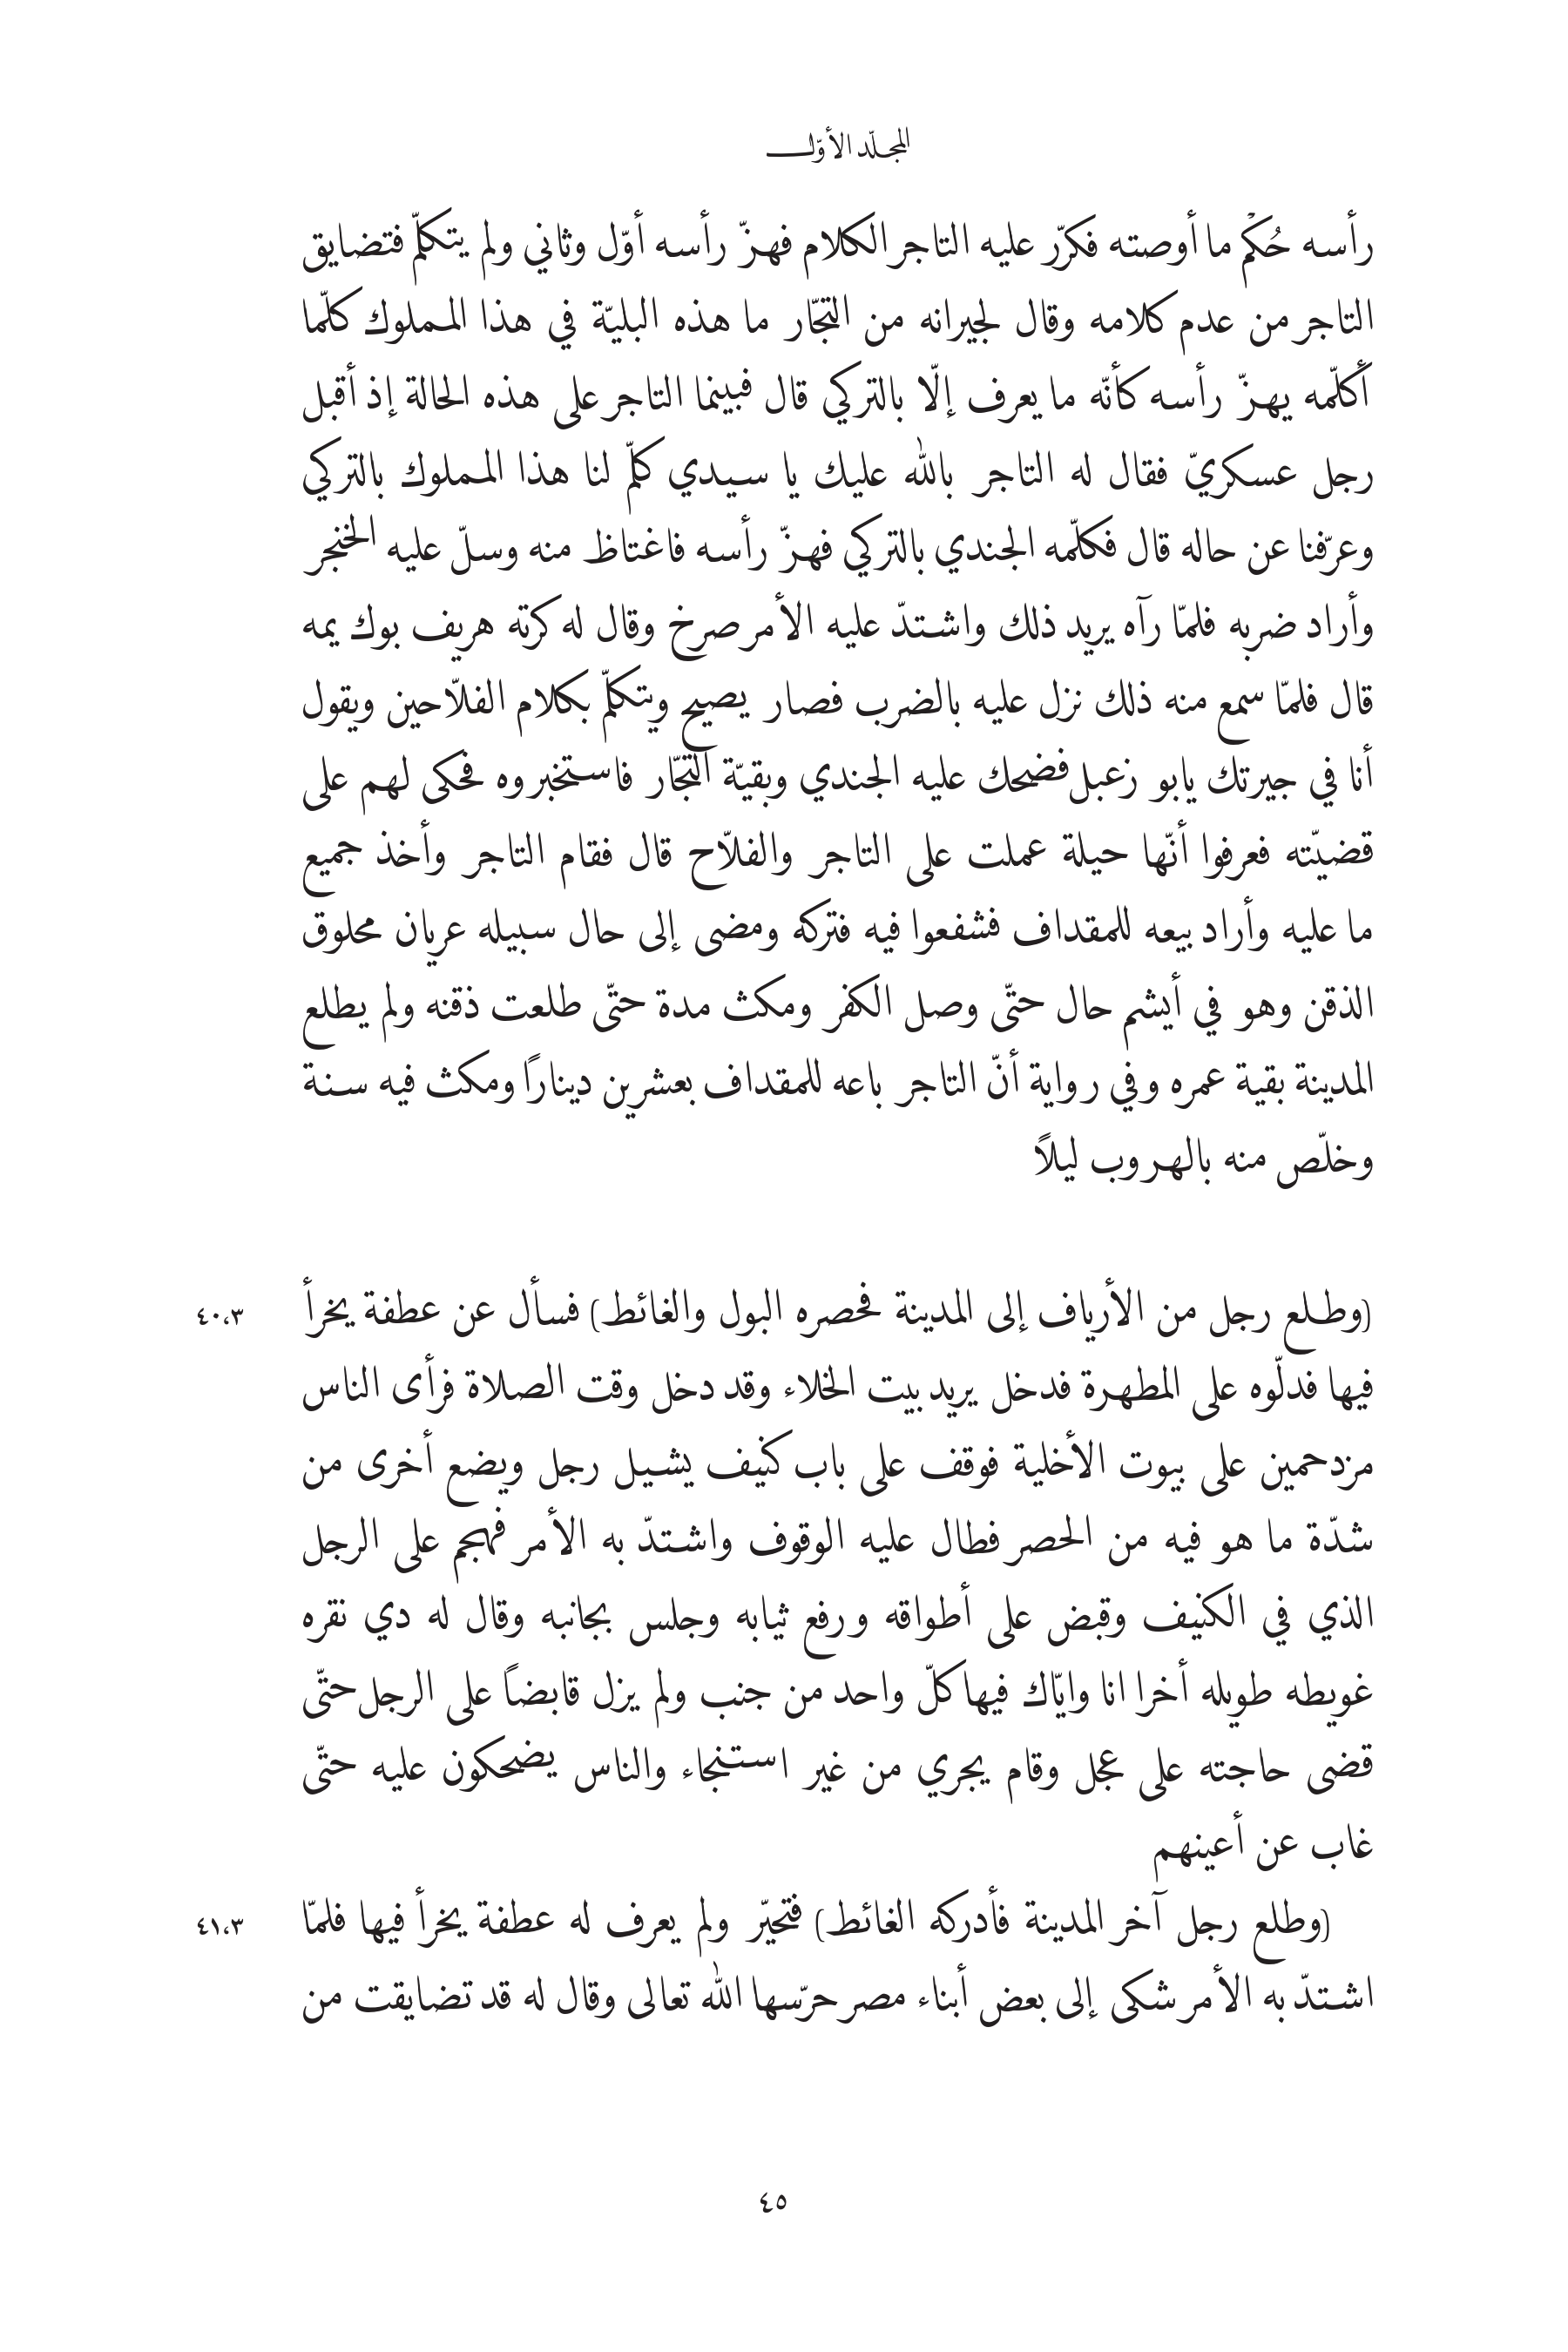 المجلّد الأوّل
رأسه حُكْم ما أوصته فكرّر عليه التاجر الكلام فهزّ رأسه أوّل وثاني ولم يتكلّم فتضايق
التاجر من عدم كلامه وقال لجيرانه من التجّار ما هذه البليّة في هذا المملوك كلّما
أكلّمه يهزّ رأسه كأنّه ما يعرف إلّا بالتركي قال فبينما التاجر على هذه الحالة إذ أقبل
رجل عسكريّ فقال له التاجر بالله عليك يا سيدي كلّم لنا هذا المملوك بالتركي
وعرّفنا عن حاله قال فكلّمه الجندي بالتركي فهزّ رأسه فاغتاظ منه وسلّ عليه الخنجر
وأراد ضربه فلمّا رآه يريد ذلك واشتدّ عليه الأمر صرخ وقال له كرته هريف بوك يمه
قال فلمّا سمع منه ذلك نزل عليه بالضرب فصار يصيح ويتكلّم بكلام الفلّاحين ويقول
أنا في جيرتك يابو زعبل فضحك عليه الجندي وبقيّة التجّار فاستخبروه فحكى لهم على
قضيّته فعرفوا أنّها حيلة عملت على التاجر والفلّاح قال فقام التاجر وأخذ جميع
ما عليه وأراد بيعه للمقداف فشفعوا فيه فتركه ومضى إلى حال سبيله عريان محلوق
الذقن وهو في أيشم حال حتّى وصل الكفر ومكث مدة حتّى طلعت ذقنه ولم يطلع
المدينة بقية عمره وفي رواية أنّ التاجر باعه للمقداف بعشرين دينارًا ومكث فيه سنة
وخلّص منه بالهروب ليلًا
(وطلع رجل من الأرياف إلى المدينة فحصره البول والغائط) فسأل عن عطفة يخرأ ٤٠،٣
فيها فدلّوه على المطهرة فدخل يريد بيت الخلاء وقد دخل وقت الصلاة فرأى الناس
مزدحمين على بيوت الأخلية فوقف على باب كنيف يشيل رجل ويضع أخرى من
شدّة ما هو فيه من الحصر فطال عليه الوقوف واشتدّ به الأمر فهجم على الرجل
الذي في الكنيف وقبض على أطواقه ورفع ثيابه وجلس بجانبه وقال له دي نقره
غويطه طويله أخرا انا وايّاك فيها كلّ واحد من جنب ولم يزل قابضًا على الرجل حتّى
قضى حاجته على عجل وقام يجري من غير استنجاء والناس يضحكون عليه حتّى
غاب عن أعينهم
(وطلع رجل آخر المدينة فأدركه الغائط) فتحيّر ولم يعرف له عطفة يخرأ فيها فلمّا ٤١،٣
اشتدّ به الأمر شكى إلى بعض أبناء مصر حرّسها الله تعالى وقال له قد تضايقت من
٤٥